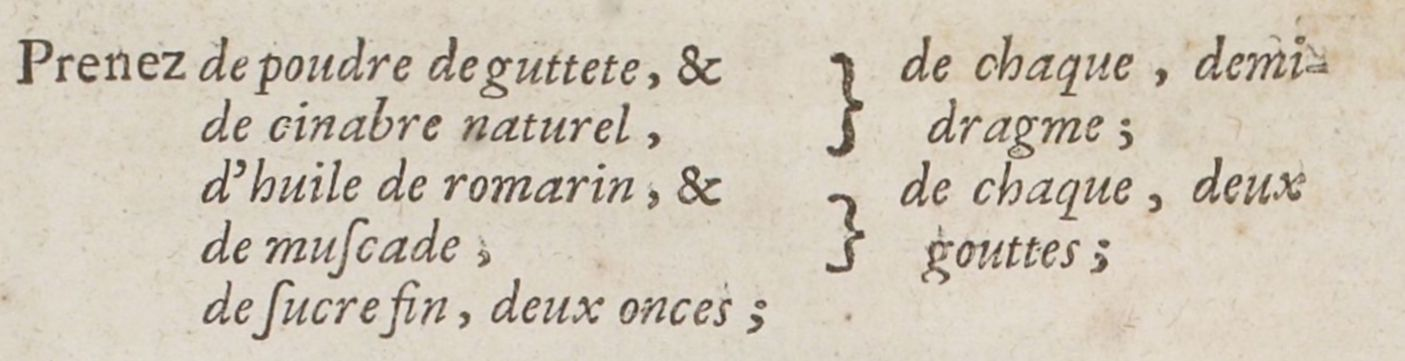 Prenez de poudre de guttete, & } de chaque, demi-
de cinabre naturel, dragme;
d'huile de romarin, & } de chaque, deux
de muſcade, gouttes;
de ſucre fin, deux onces;